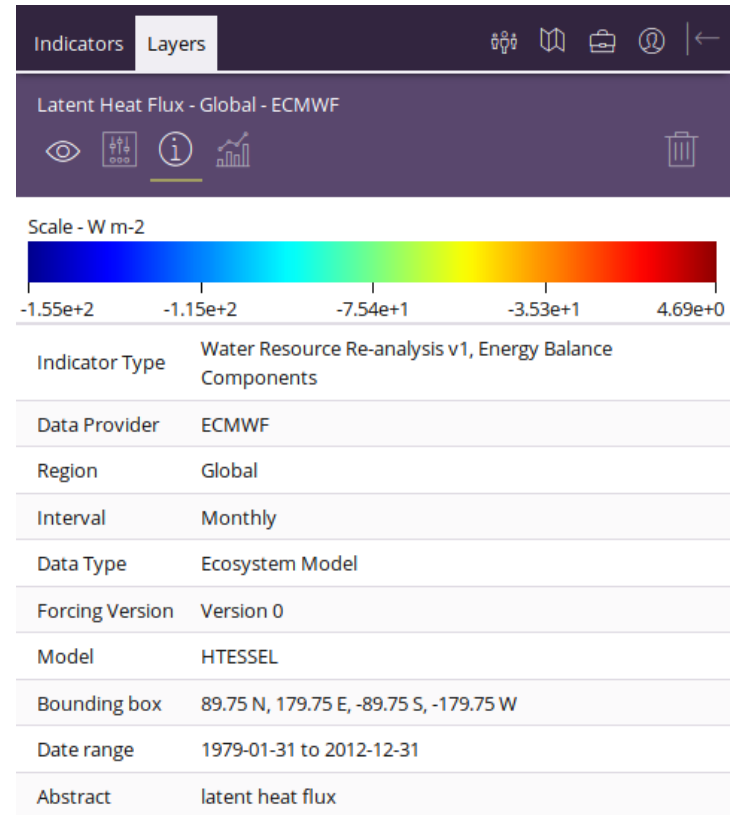 Indicators Layers
Latent Heat Flux - Global - ECMWF
Scale - W m-2
-1.55e+2 -1.15e+2 -7.54e+1 -3.53e+1 4.69e+0
Indicator Type Water Resource Re-analysis v1, Energy Balance
Components
Data Provider ECMWF
Region Global
Interval Monthly
Data Type Ecosystem Model
Forcing Version Version 0
Model HTESSEL
Bounding box 89.75 N, 179.75 E, -89.75 S, -179.75 W
Date range 1979-01-31 to 2012-12-31
Abstract latent heat flux